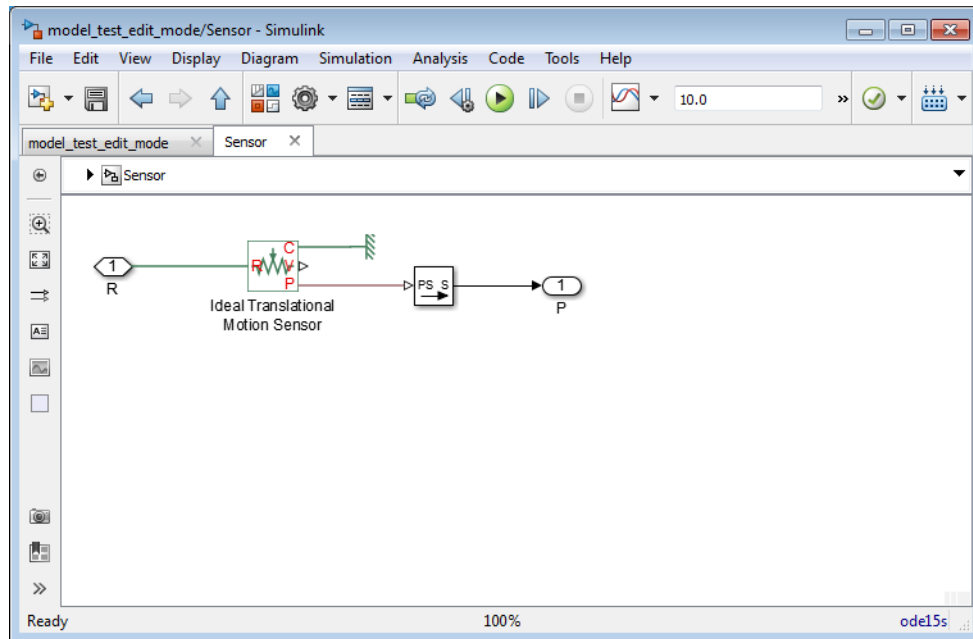 model_test_edit_mode/Sensor - Simulink
File Edit View Display Diagram Simulation Analysis Code Tools Help
10.0 »
model_test_edit_mode Sensor
Sensor
1
R
R C V P
Ideal Translational
Motion Sensor
PS S
1
P
A
»
Ready 100% ode15s